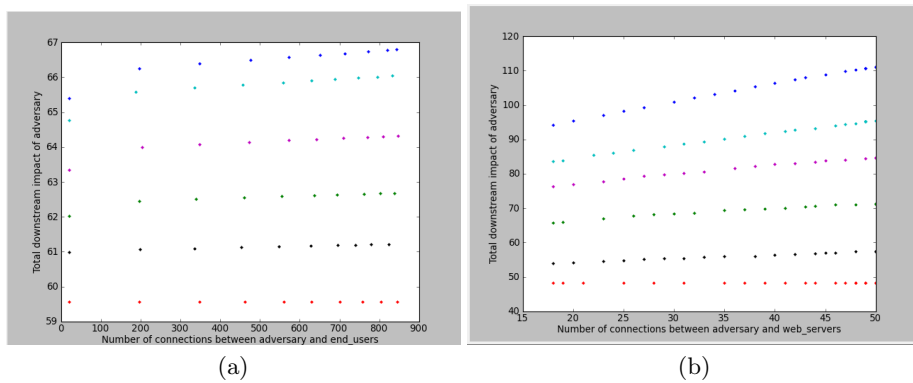 67
66
65
64
63
62
61
60
59
Total downstream impact of adversary
0 100 200 300 400 500 600 700 800 900
Number of connections between adversary and end_users
(a)
120
110
100
90
80
70
60
50
40
Total downstream impact of adversary
15 20 25 30 35 40 45 50
Number of connections between adversary and web_servers
(b)